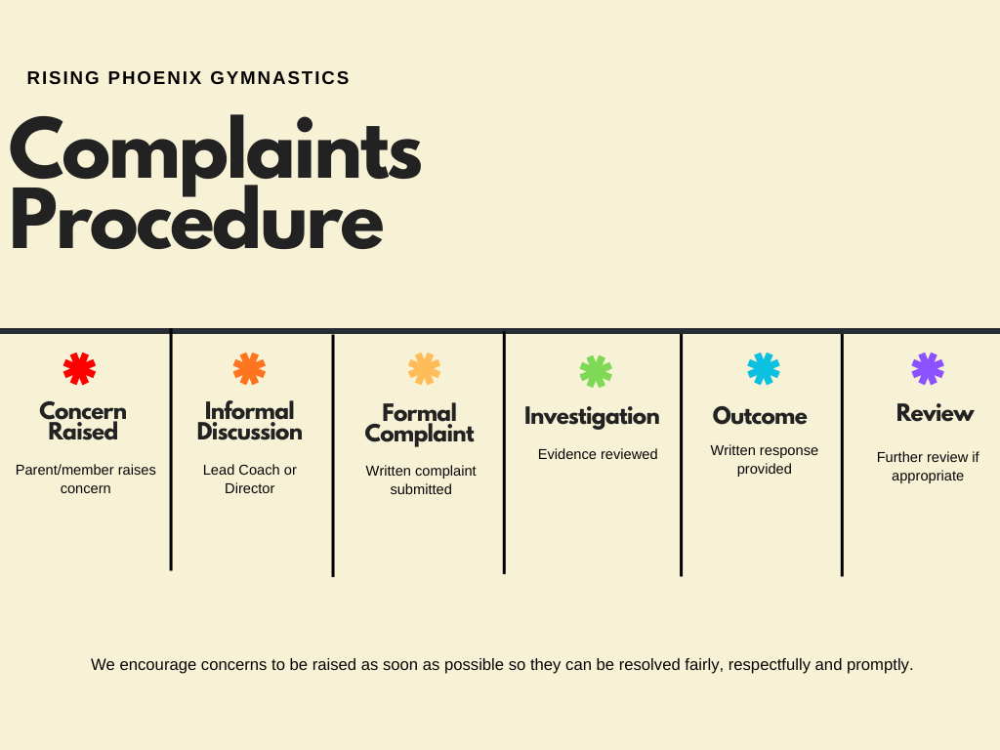 RISING PHOENIX GYMNASTICS
Complaints
Procedure
Concern
Raised
Parent/member raises
concern
Informal
Discussion
Lead Coach or
Director
Formal
Complaint
Written complaint
submitted
Investigation
Evidence reviewed
Outcome
Written response
provided
Review
Further review if
appropriate
We encourage concerns to be raised as soon as possible so they can be resolved fairly, respectfully and promptly.